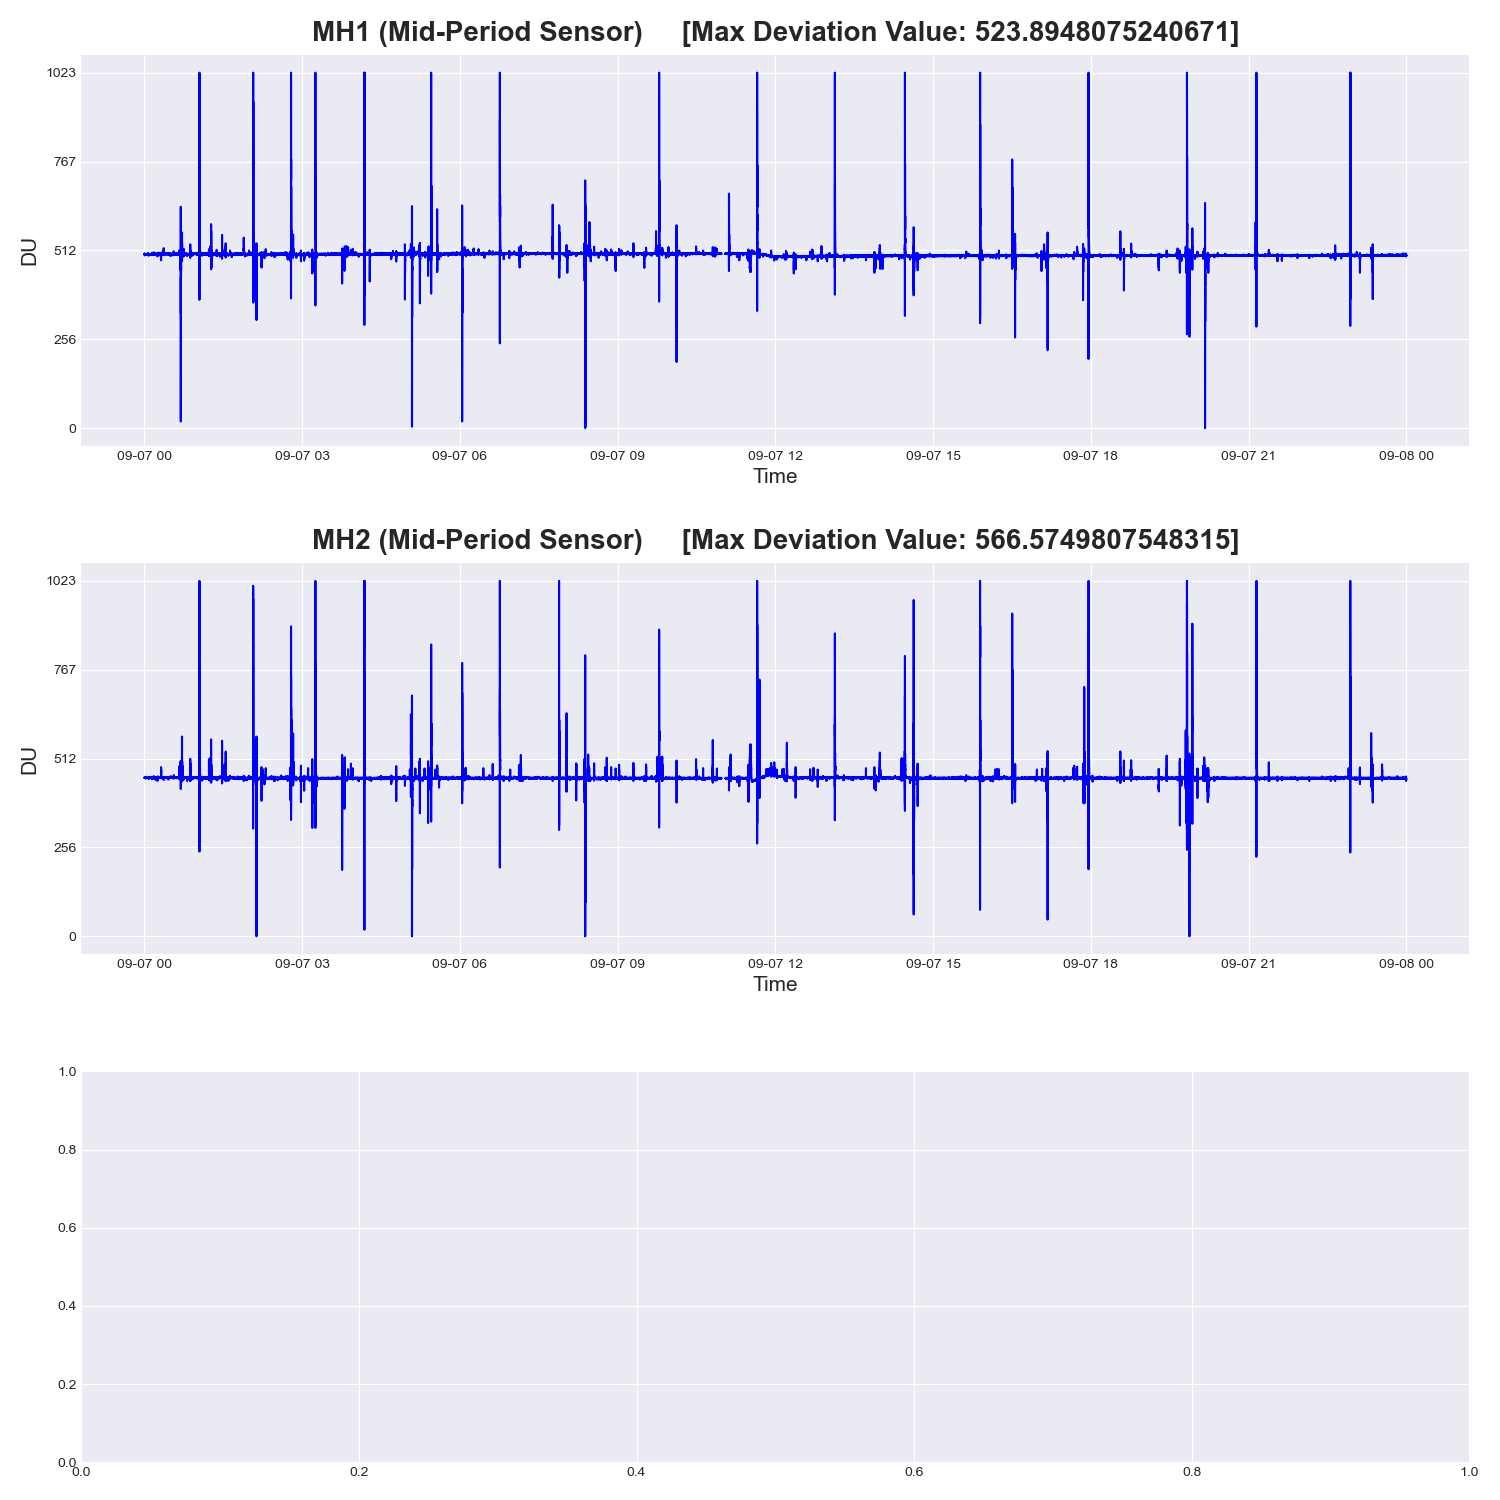 MH1 (Mid-Period Sensor) [Max Deviation Value: 523.8948075240671]
1023
767
512
256
0
DU
09-07 00 09-07 03 09-07 06 09-07 09 09-07 12 09-07 15 09-07 18 09-07 21 09-08 00
Time
MH2 (Mid-Period Sensor) [Max Deviation Value: 566.5749807548315]
1023
767
512
256
0
DU
09-07 00 09-07 03 09-07 06 09-07 09 09-07 12 09-07 15 09-07 18 09-07 21 09-08 00
Time
1.0
0.8
0.6
0.4
0.2
0.0
0.0 0.2 0.4 0.6 0.8 1.0